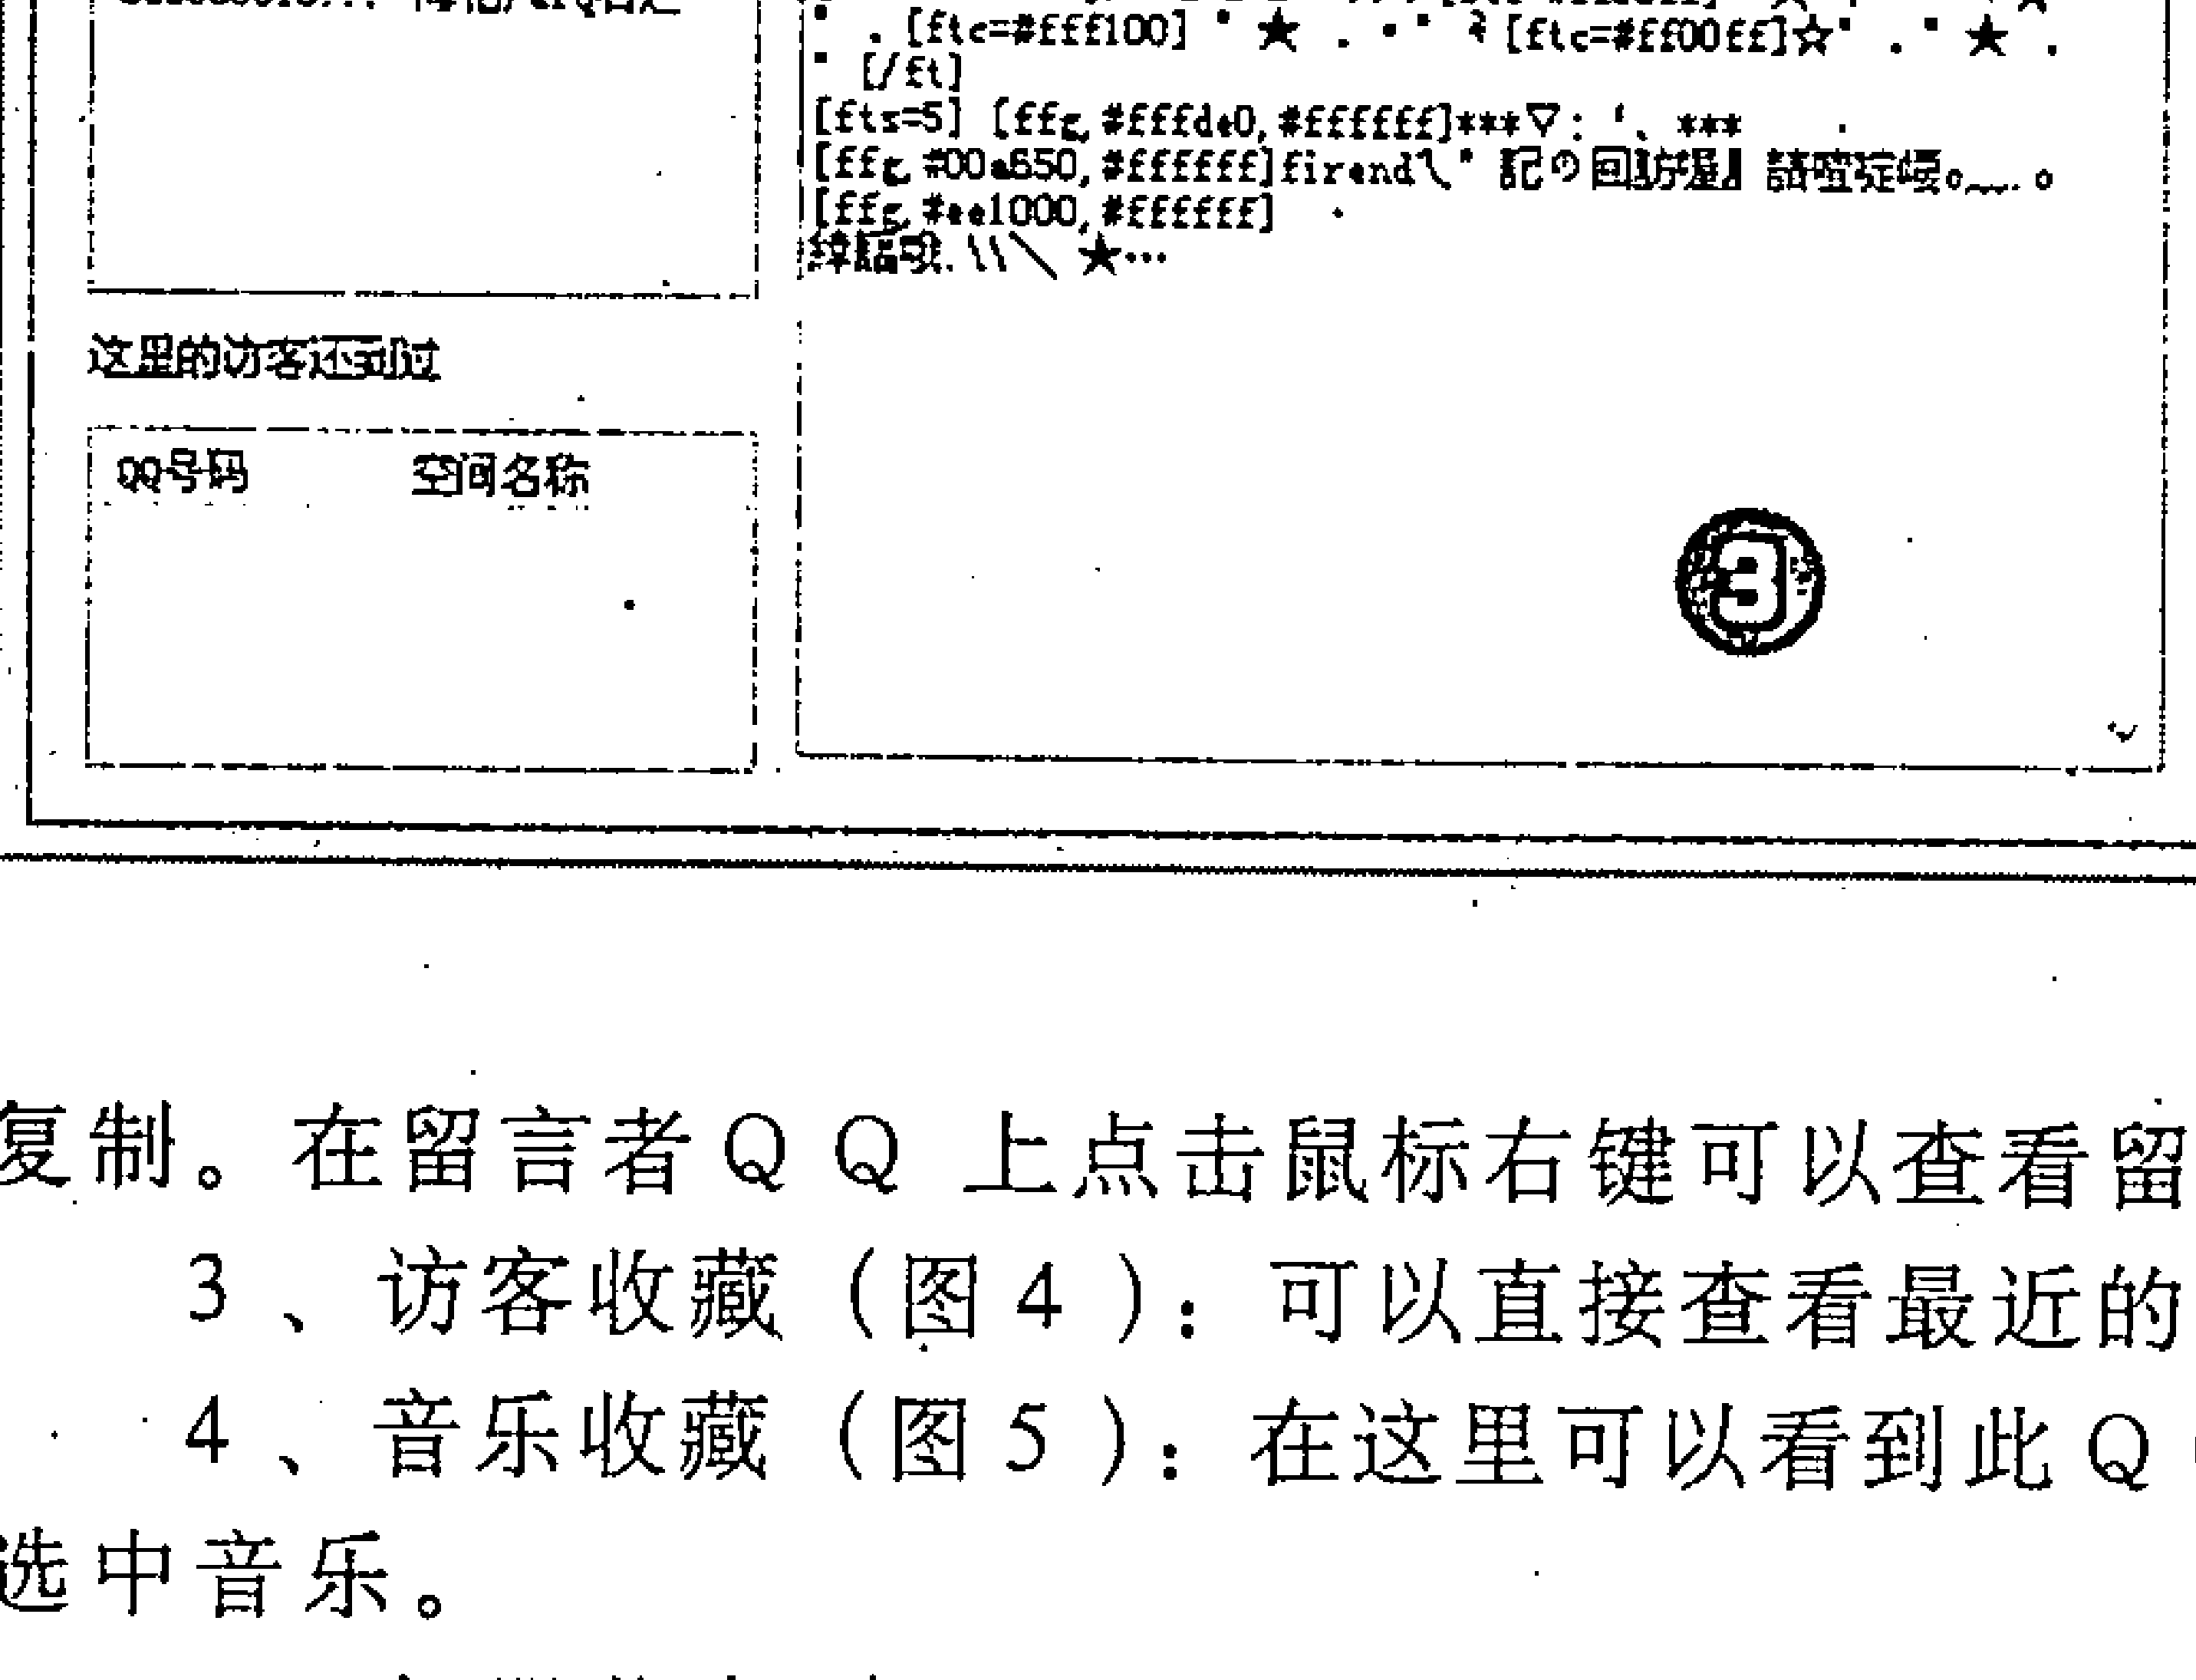 . [ftc=#fff100] ★ . [ftc=#ff00ff]☆ . ★ .
[/ft]
[fts=5] [ffg,#fffde0,#ffffff]***▽: ‘、***
[ffg,#00a650,#ffffff]firend
[ffg,#ee1000,#ffffff]
\\\ ★…
这里的访客还到过
QQ号码 空间名称
3
复制。在留言者QQ 上点击鼠标右键可以查看留
3、访客收藏（图4）：可以直接查看最近的
4、音乐收藏（图5）：在这里可以看到此Q
选中音乐。